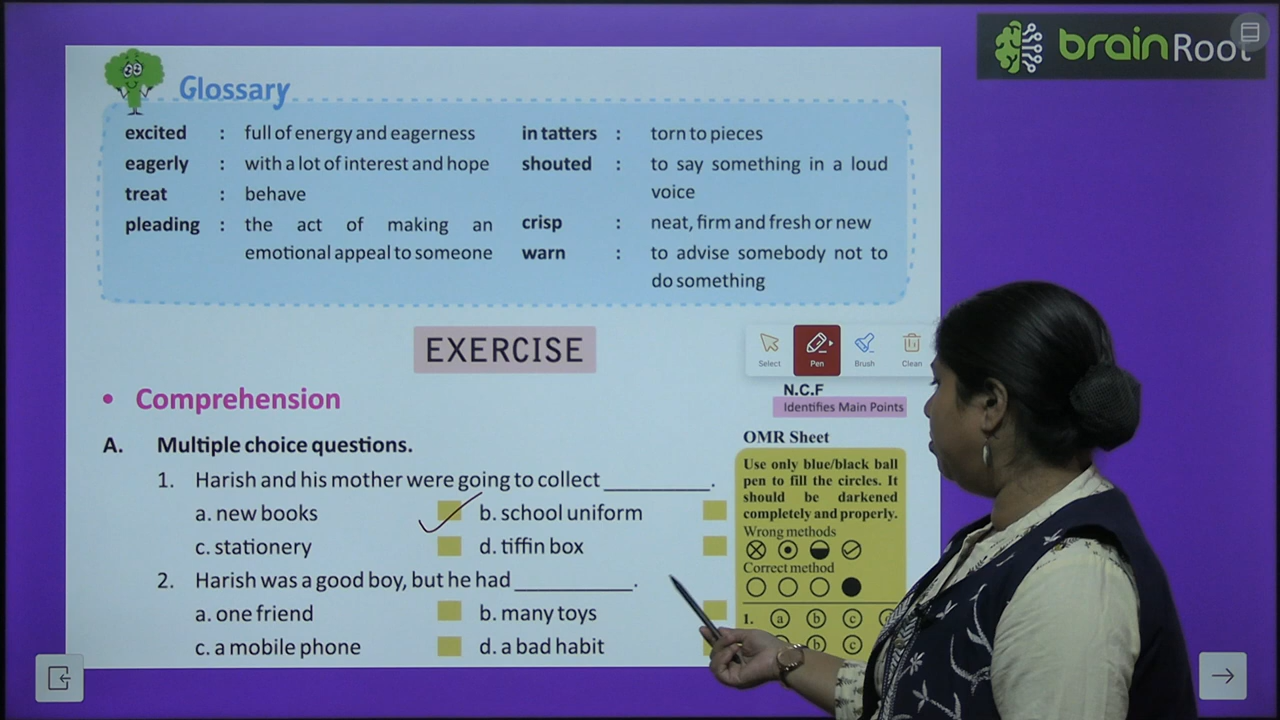 brainRoot
Glossary
excited : full of energy and eagerness
eagerly : with a lot of interest and hope
treat : behave
pleading : the act of making an
emotional appeal to someone
in tatters : torn to pieces
shouted : to say something in a loud
voice
crisp : neat, firm and fresh or new
warn : to advise somebody not to
do something
EXERCISE
Select
Pen
Brush
Clean
• Comprehension
N.C.F
Identifies Main Points
A. Multiple choice questions.
1. Harish and his mother were going to collect __________.
a. new books b. school uniform
c. stationery d. tiffin box
2. Harish was a good boy, but he had ___________.
a. one friend b. many toys
c. a mobile phone d. a bad habit
OMR Sheet
Use only blue/black ball
pen to fill the circles. It
should be darkened
completely and properly.
Wrong methods
Correct method
1. a b c
b c